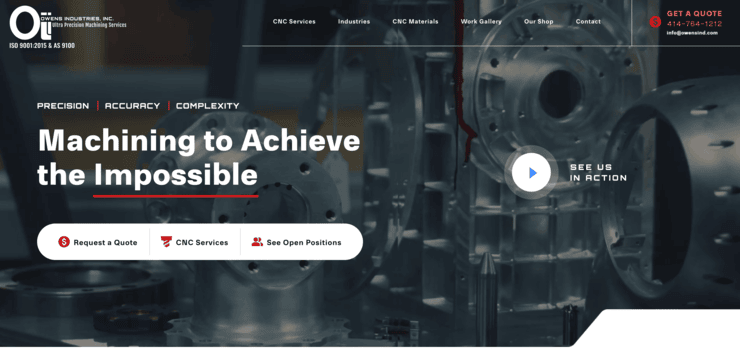 OWENS INDUSTRIES, INC.
Oii
Ultra Precision Machining Services
ISO 9001:2015 & AS 9100
CNC Services
Industries
CNC Materials
Work Gallery
Our Shop
Contact
GET A QUOTE
414-764-1212
info@owensind.com
PRECISION | ACCURACY | COMPLEXITY
Machining to Achieve
the Impossible
SEE US
IN ACTION
Request a Quote
CNC Services
See Open Positions